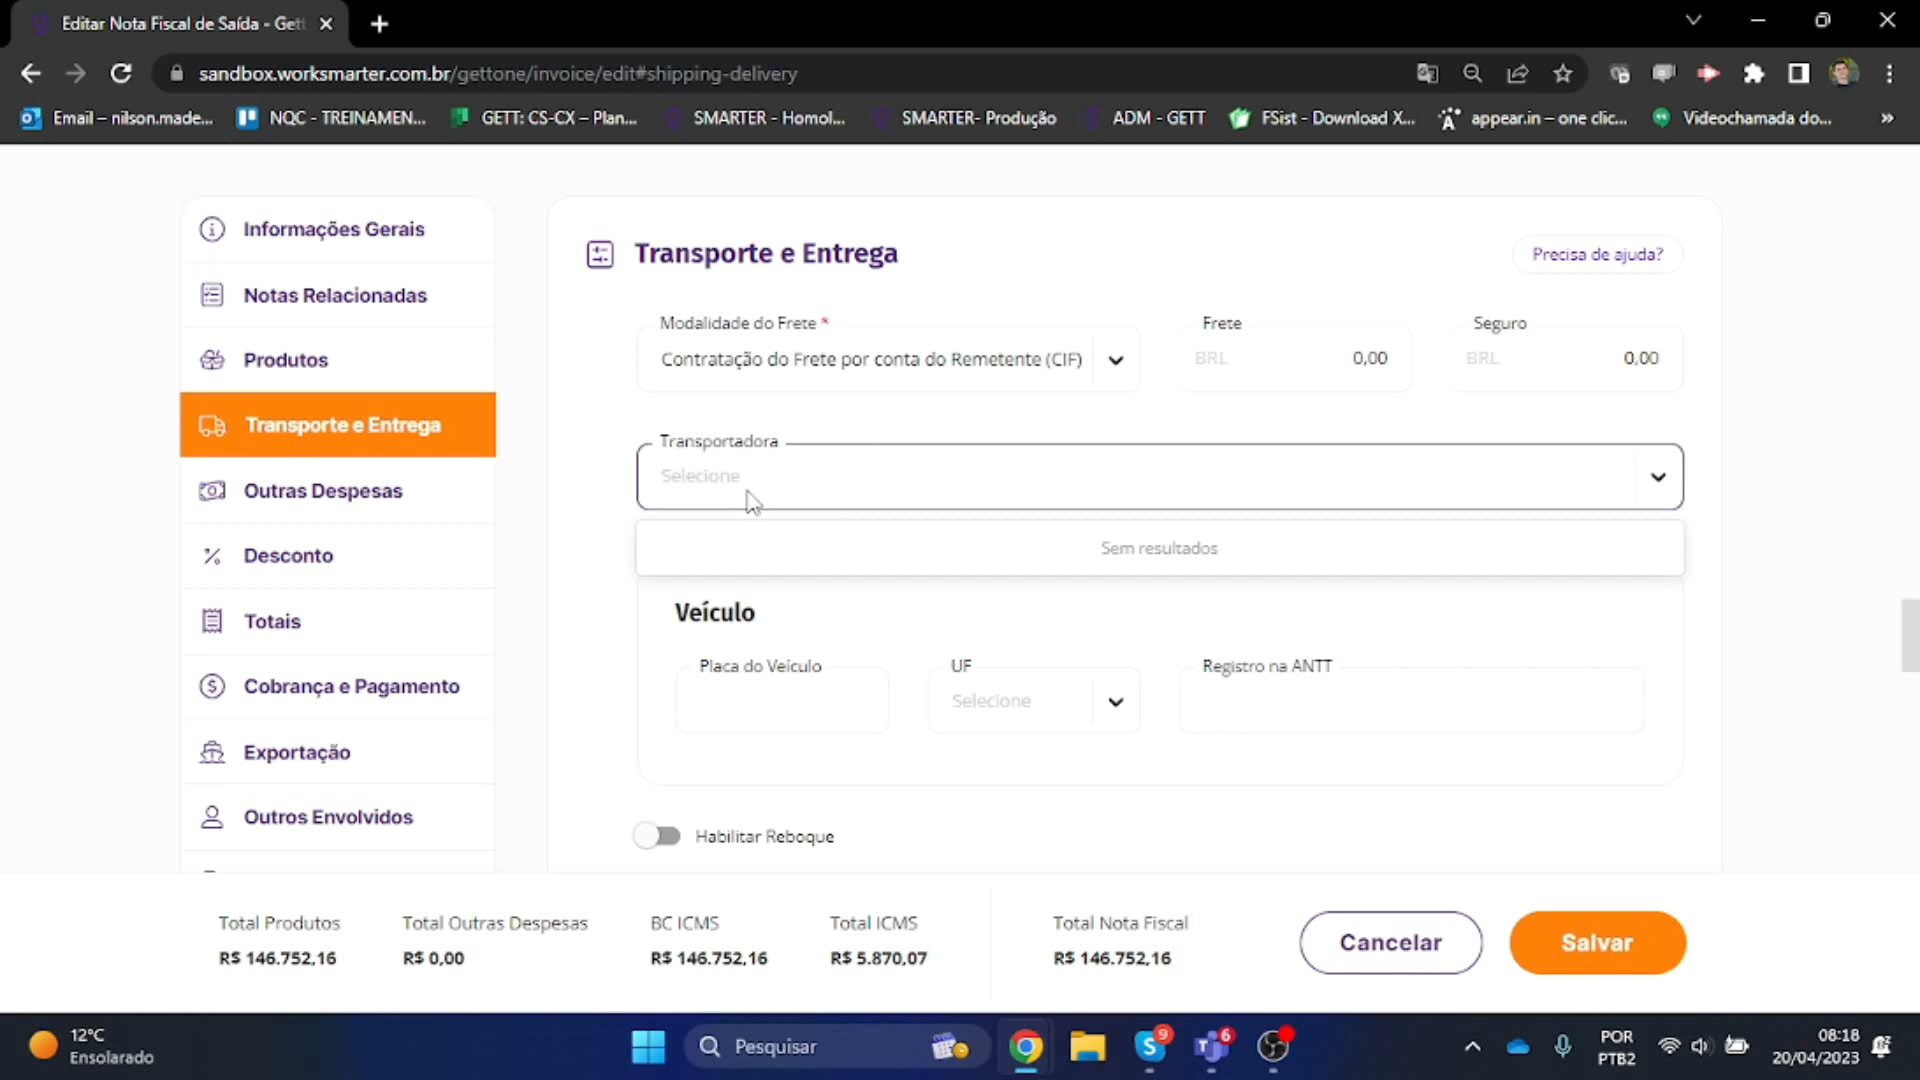 Editar Nota Fiscal de Saída - Gett
sandbox.worksmarter.com.br/gettone/invoice/edit#shipping-delivery
Email – nilson.made...
NQC - TREINAMEN...
GETT: CS-CX – Plan...
SMARTER - Homol...
SMARTER- Produção
ADM - GETT
FSist - Download X...
appear.in – one clic...
Videochamada do...
»
Informações Gerais
Notas Relacionadas
Produtos
Transporte e Entrega
Outras Despesas
Desconto
Totais
Cobrança e Pagamento
Exportação
Outros Envolvidos
Transporte e Entrega
Precisa de ajuda?
Modalidade do Frete *
Contratação do Frete por conta do Remetente (CIF)
Frete
BRL 0,00
Seguro
BRL 0,00
Transportadora
Selecione
Sem resultados
Veículo
Placa do Veículo
UF
Selecione
Registro na ANTT
Habilitar Reboque
Total Produtos
R$ 146.752,16
Total Outras Despesas
R$ 0,00
BC ICMS
R$ 146.752,16
Total ICMS
R$ 5.870,07
Total Nota Fiscal
R$ 146.752,16
Cancelar
Salvar
12°C
Ensolarado
Pesquisar
9
6
POR
PTB2
08:18
20/04/2023